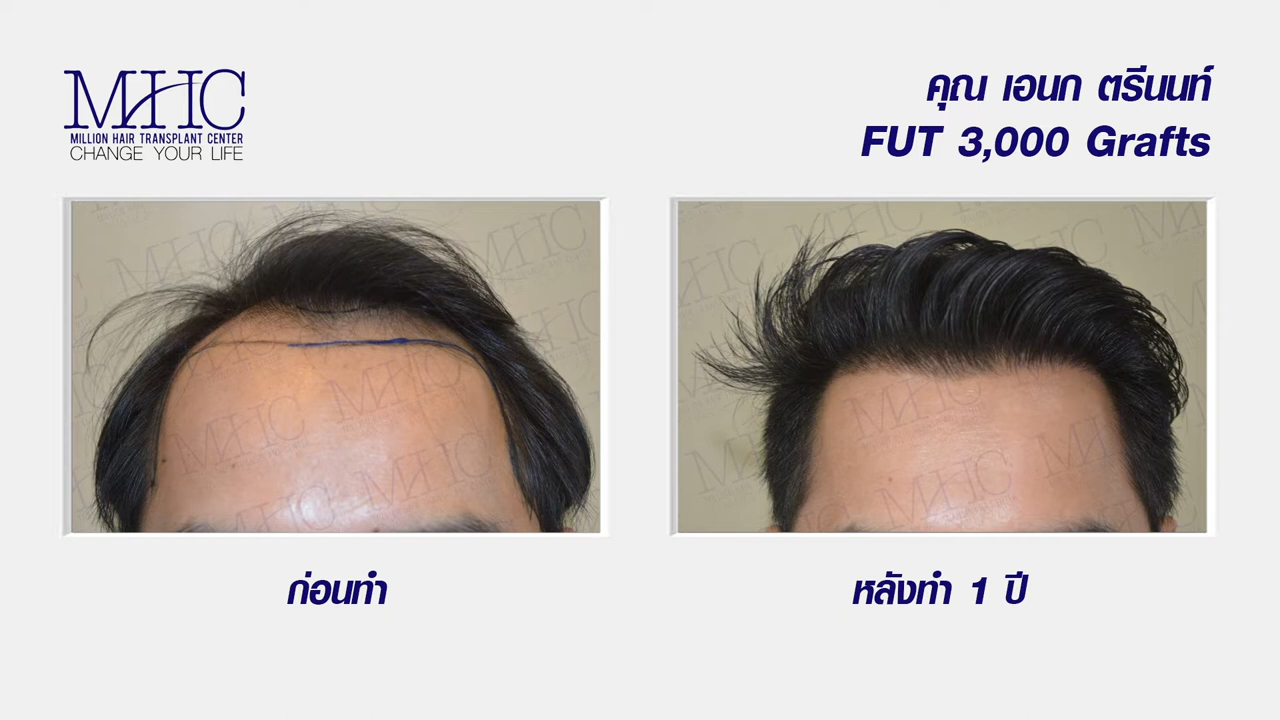 MHC
MILLION HAIR TRANSPLANT CENTER
CHANGE YOUR LIFE
คุณ เอนก ตรีนนท์
FUT 3,000 Grafts
ก่อนทำ
หลังทำ 1 ปี